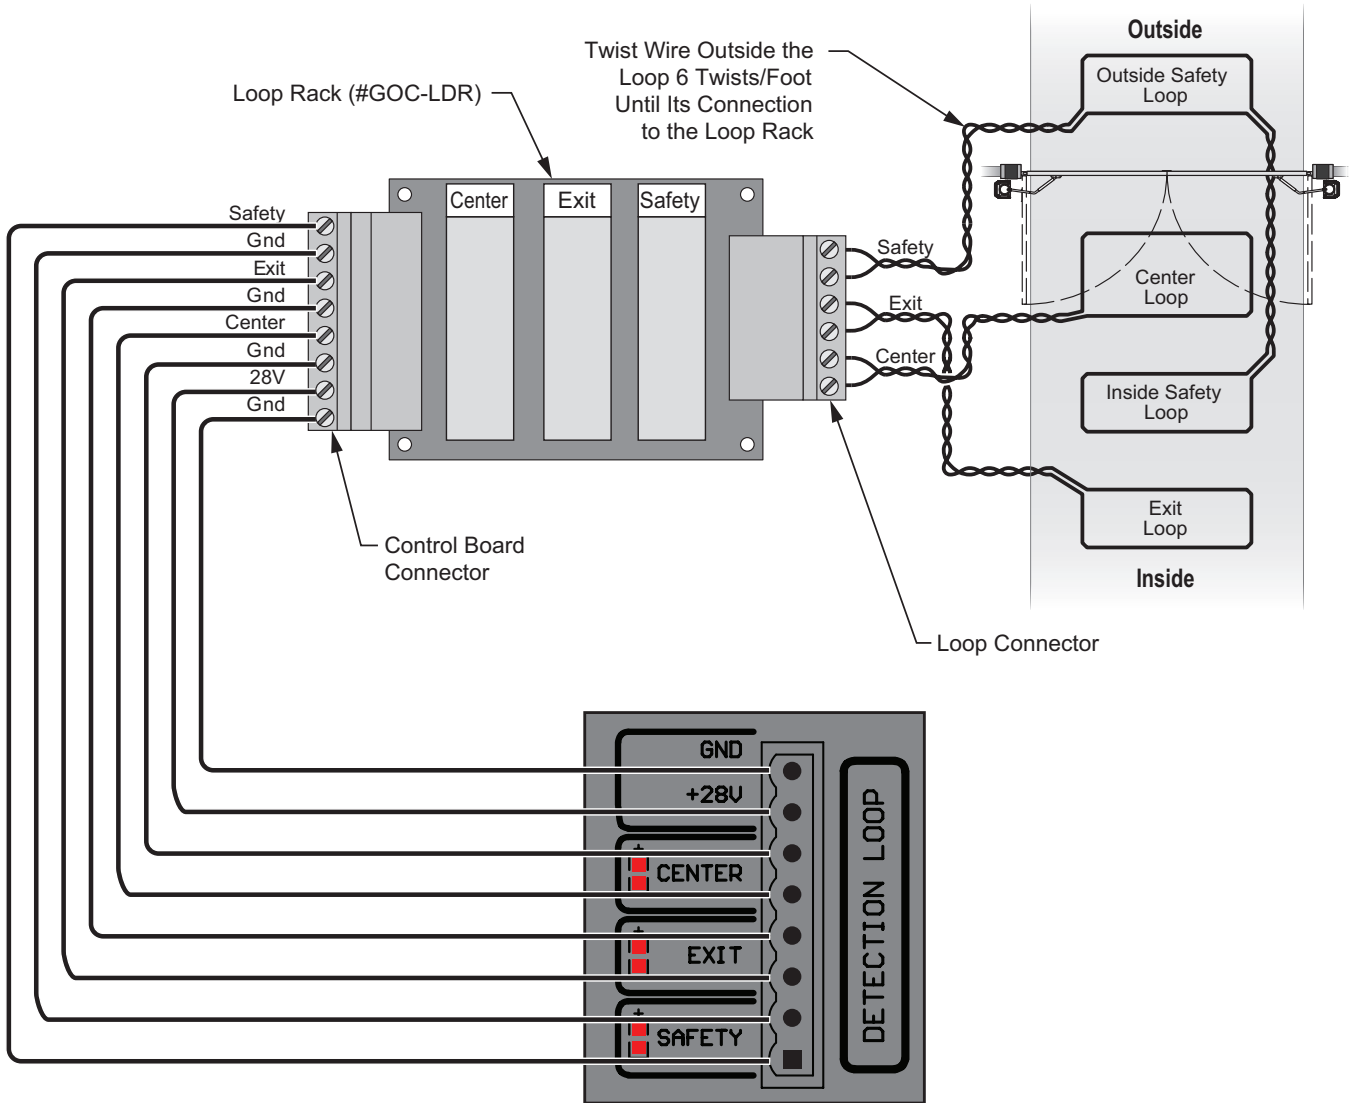 Outside
Twist Wire Outside the
Loop 6 Twists/Foot
Until Its Connection
to the Loop Rack
Outside Safety
Loop
Loop Rack (#GOC-LDR)
Center
Exit
Safety
Safety
Gnd
Exit
Gnd
Center
Gnd
28V
Gnd
Safety
Exit
Center
Center
Loop
Inside Safety
Loop
Exit
Loop
Inside
Control Board
Connector
Loop Connector
GND
+28V
+
CENTER
+
EXIT
+
SAFETY
DETECTION LOOP